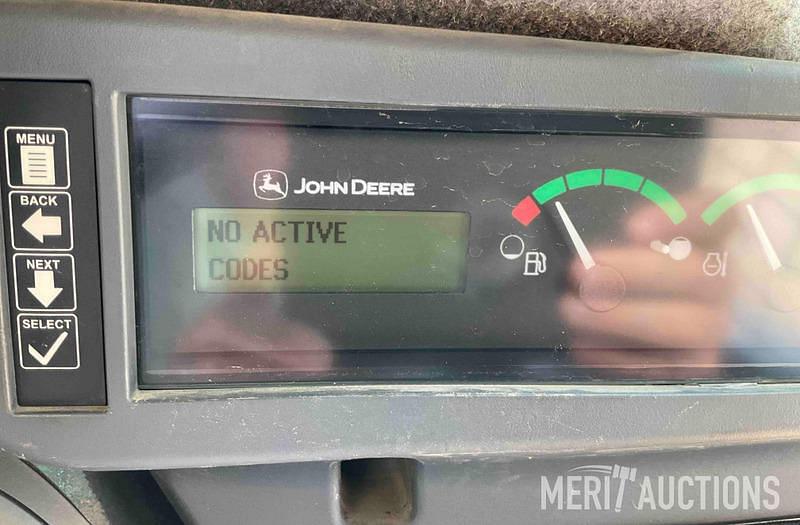 MENU
BACK
NEXT
SELECT
JOHN DEERE
NO ACTIVE
CODES
MERIT AUCTIONS